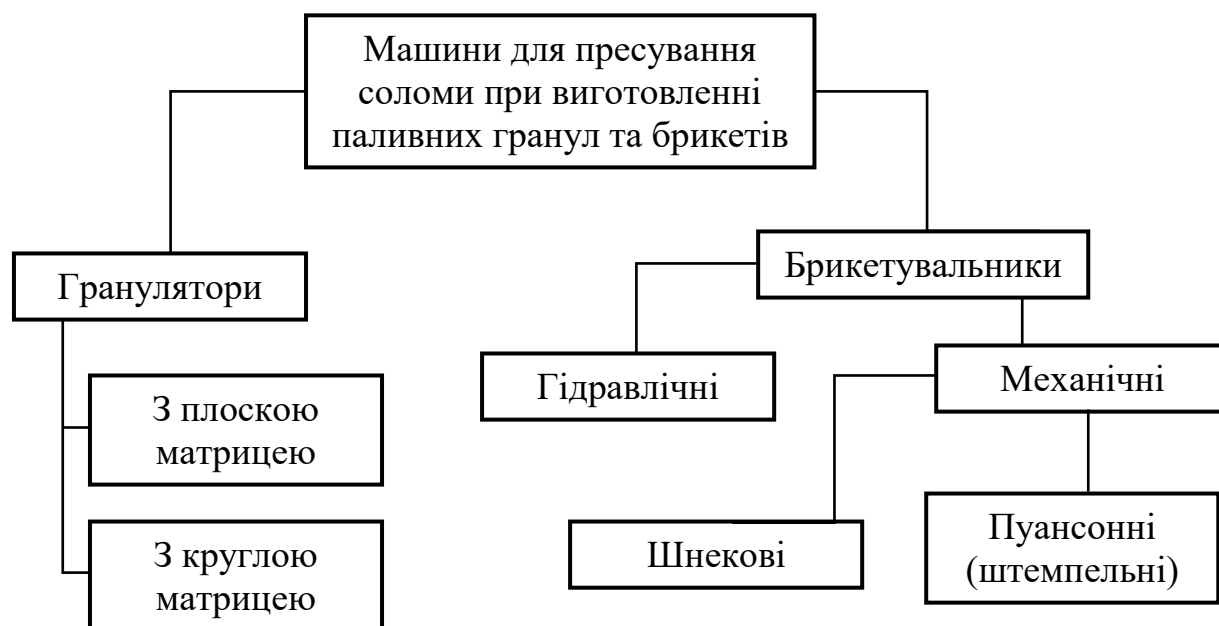 Машини для пресування
соломи при виготовленні
паливних гранул та брикетів
Гранулятори
Брикетувальники
Гідравлічні
Механічні
З плоскою
матрицею
З круглою
матрицею
Шнекові
Пуансонні
(штемпельні)